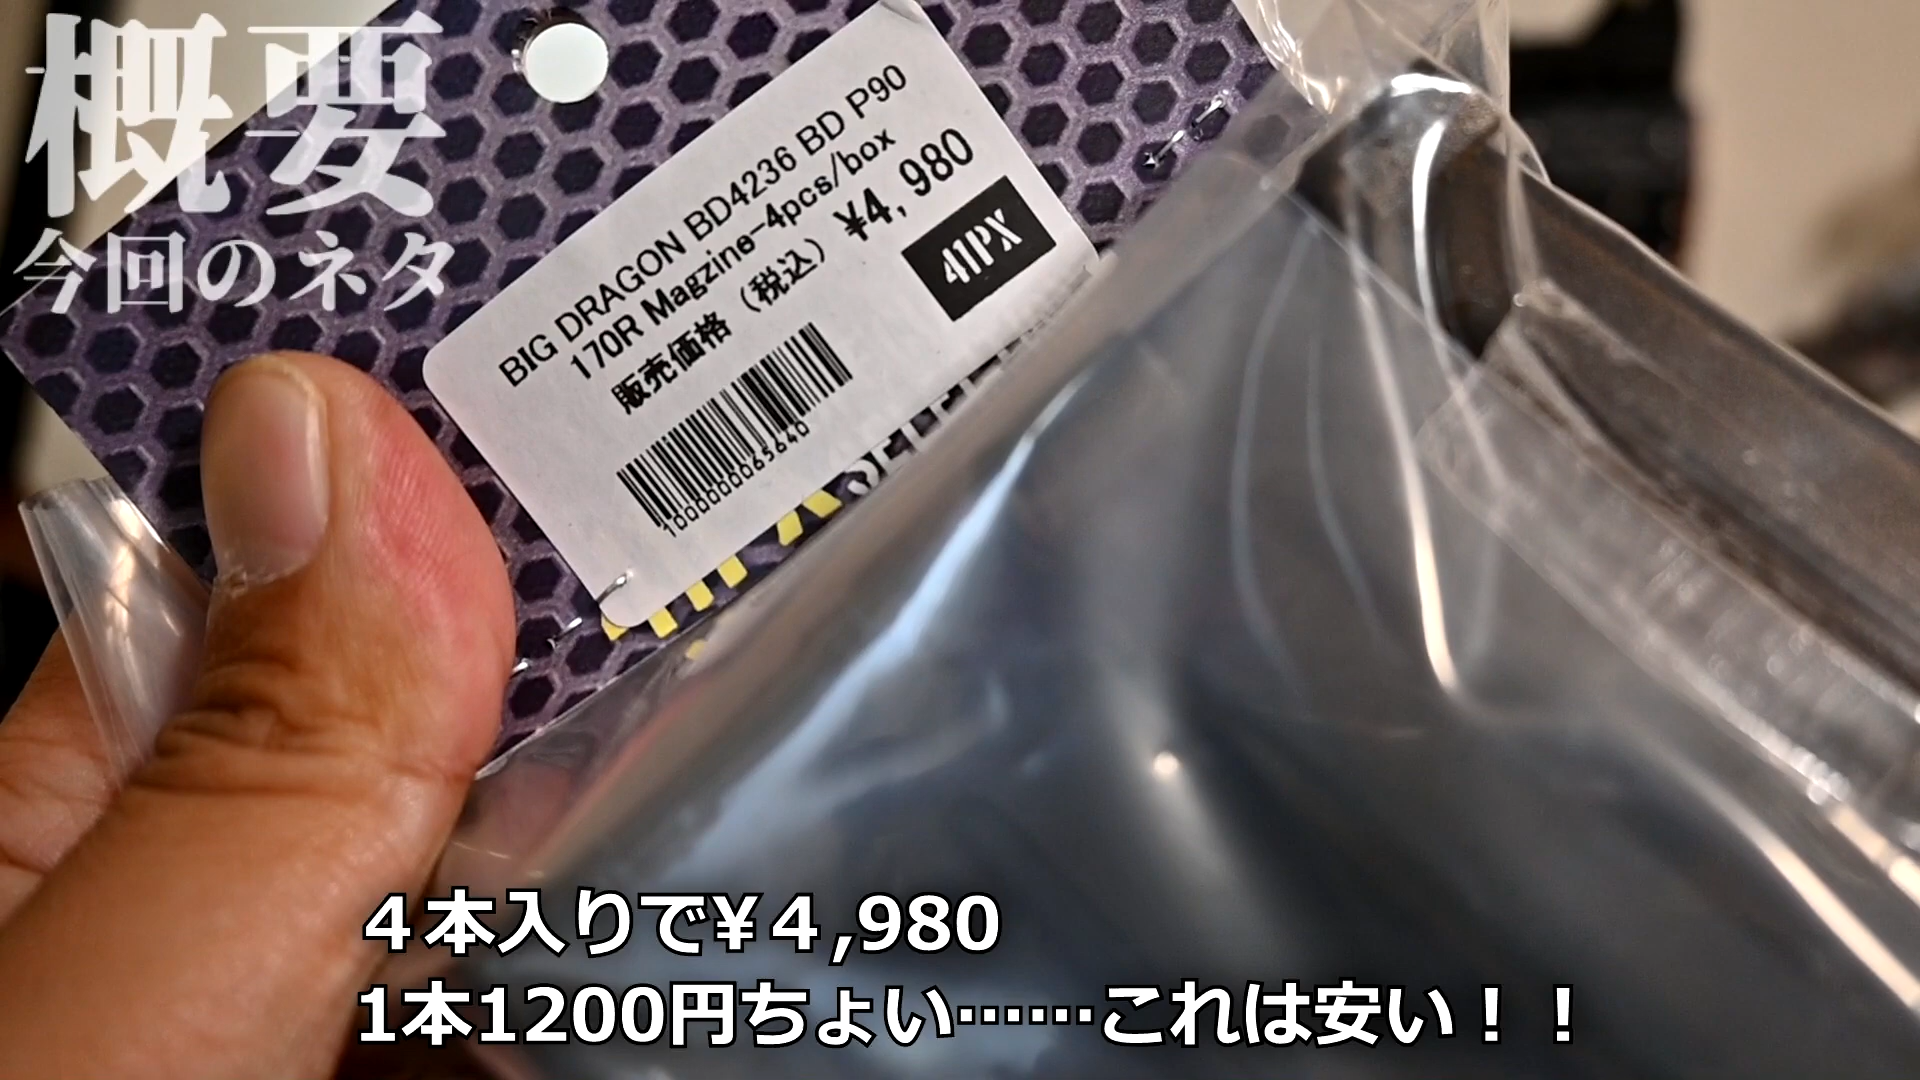 概要
今回のネタ
BIG DRAGON BD4236 BD P90
170R Magzine-4pcs/box
販売価格（税込）￥4,980
41PX
1000000065640
４本入りで¥４,980
1本1200円ちょい……これは安い！！